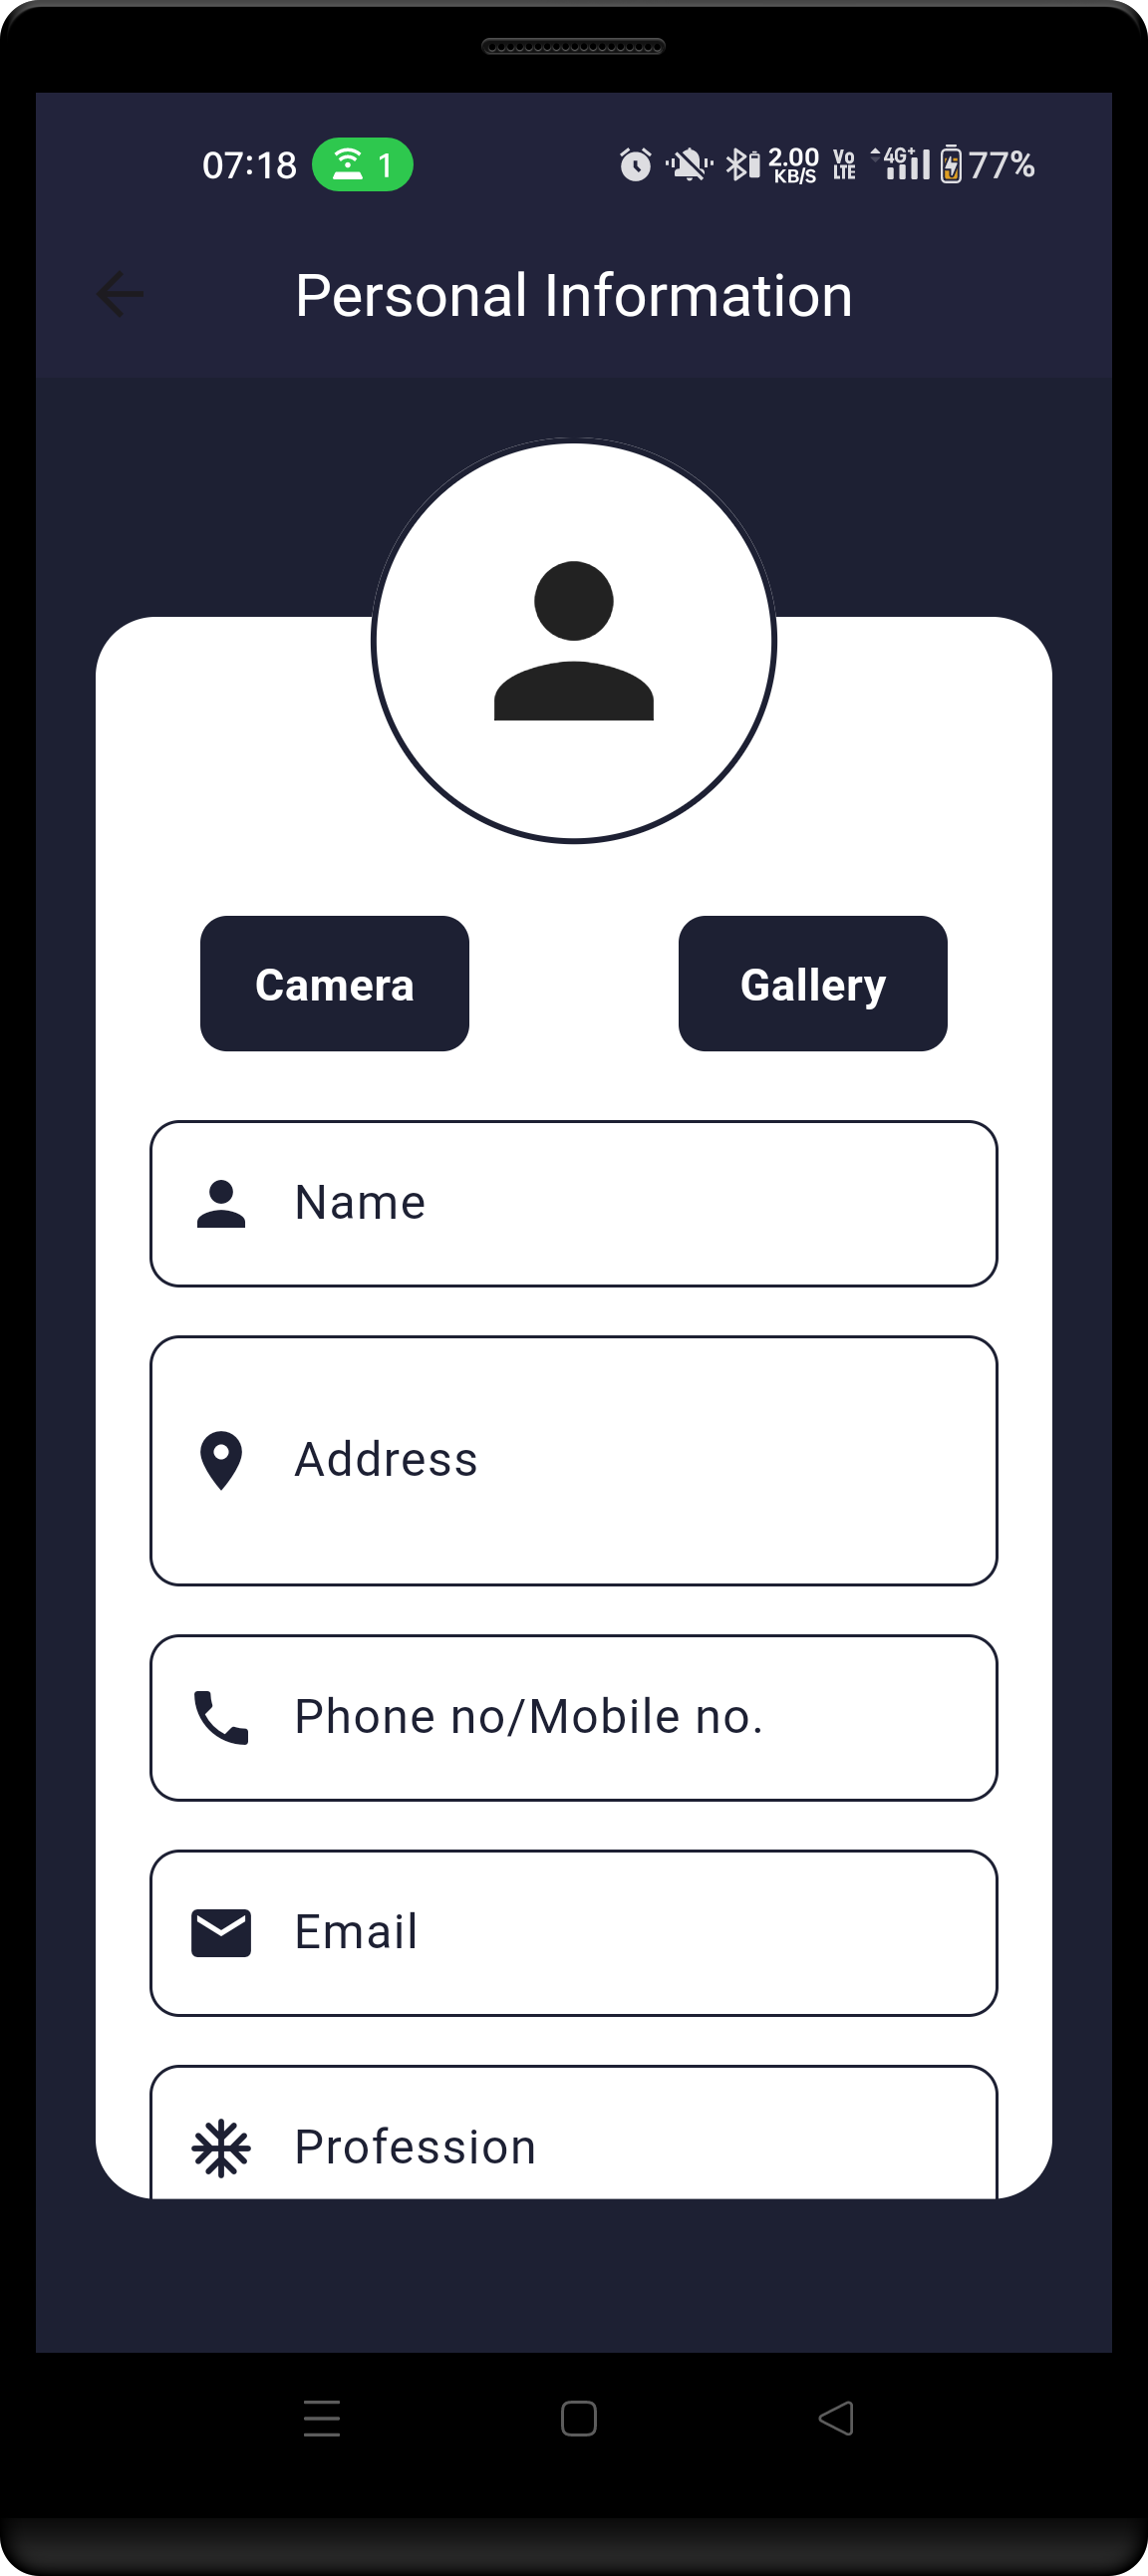 07:18 1 2.00 KB/S Vo LTE 4G+ 77%
Personal Information
Camera Gallery
Name
Address
Phone no/Mobile no.
Email
Profession